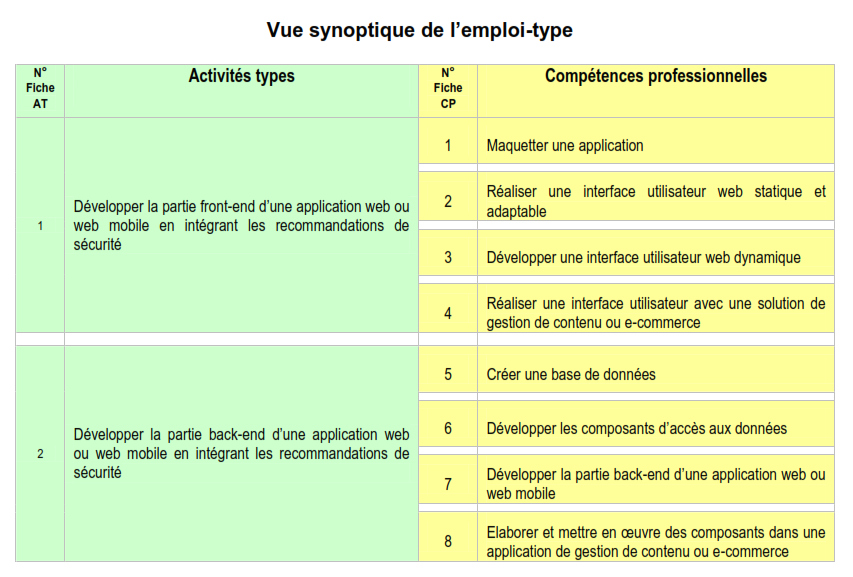 Vue synoptique de l’emploi-type
N°
Fiche
AT
Activités types
N°
Fiche
CP
Compétences professionnelles
1
Développer la partie front-end d’une application web ou
web mobile en intégrant les recommandations de
sécurité
1
Maquetter une application
2
Réaliser une interface utilisateur web statique et
adaptable
3
Développer une interface utilisateur web dynamique
4
Réaliser une interface utilisateur avec une solution de
gestion de contenu ou e-commerce
2
Développer la partie back-end d’une application web
ou web mobile en intégrant les recommandations de
sécurité
5
Créer une base de données
6
Développer les composants d’accès aux données
7
Développer la partie back-end d’une application web ou
web mobile
8
Elaborer et mettre en œuvre des composants dans une
application de gestion de contenu ou e-commerce